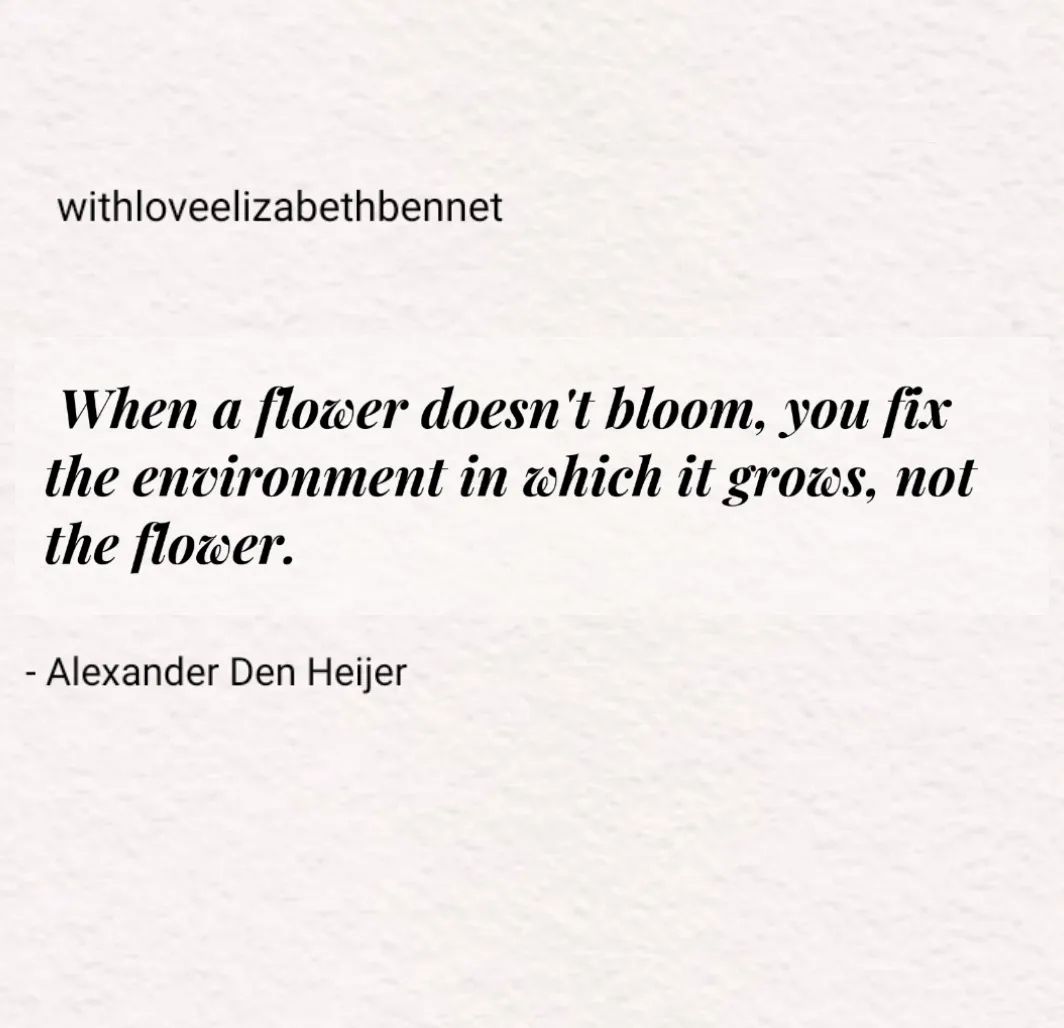 withloveelizabethbennet
When a flower doesn't bloom, you fix
the environment in which it grows, not
the flower.
- Alexander Den Heijer